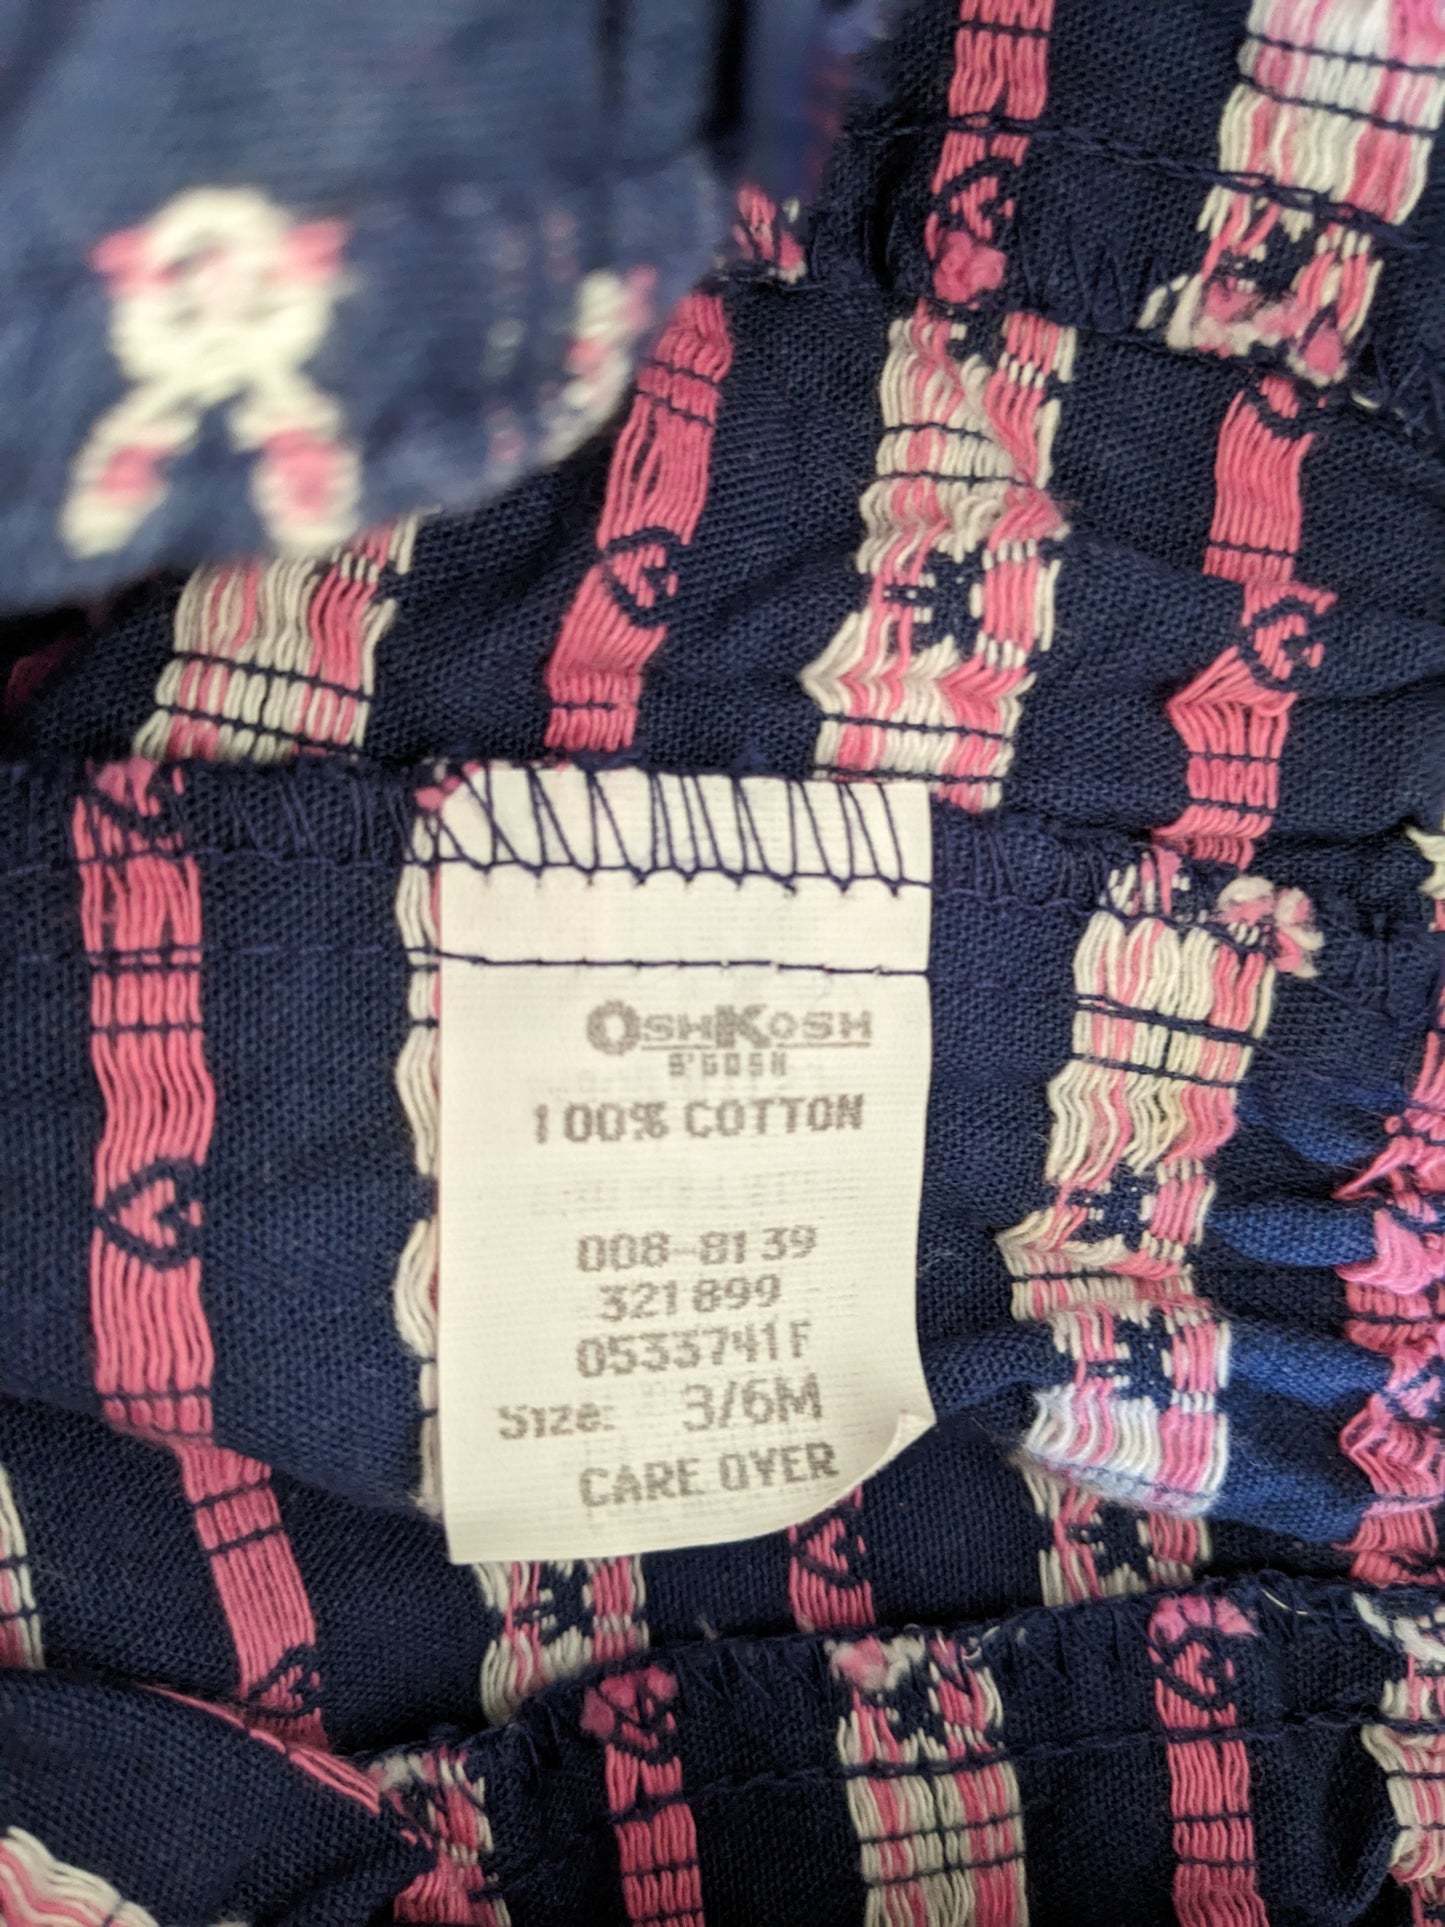 OSHKOSH
B'GOSH
100% COTTON
008-8139
321899
0533741F
Size: 3/6M
CARE OVER